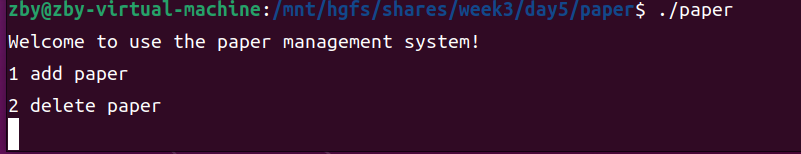 zby@zby-virtual-machine:/mnt/hgfs/shares/week3/day5/paper$ ./paper
Welcome to use the paper management system!
1 add paper
2 delete paper